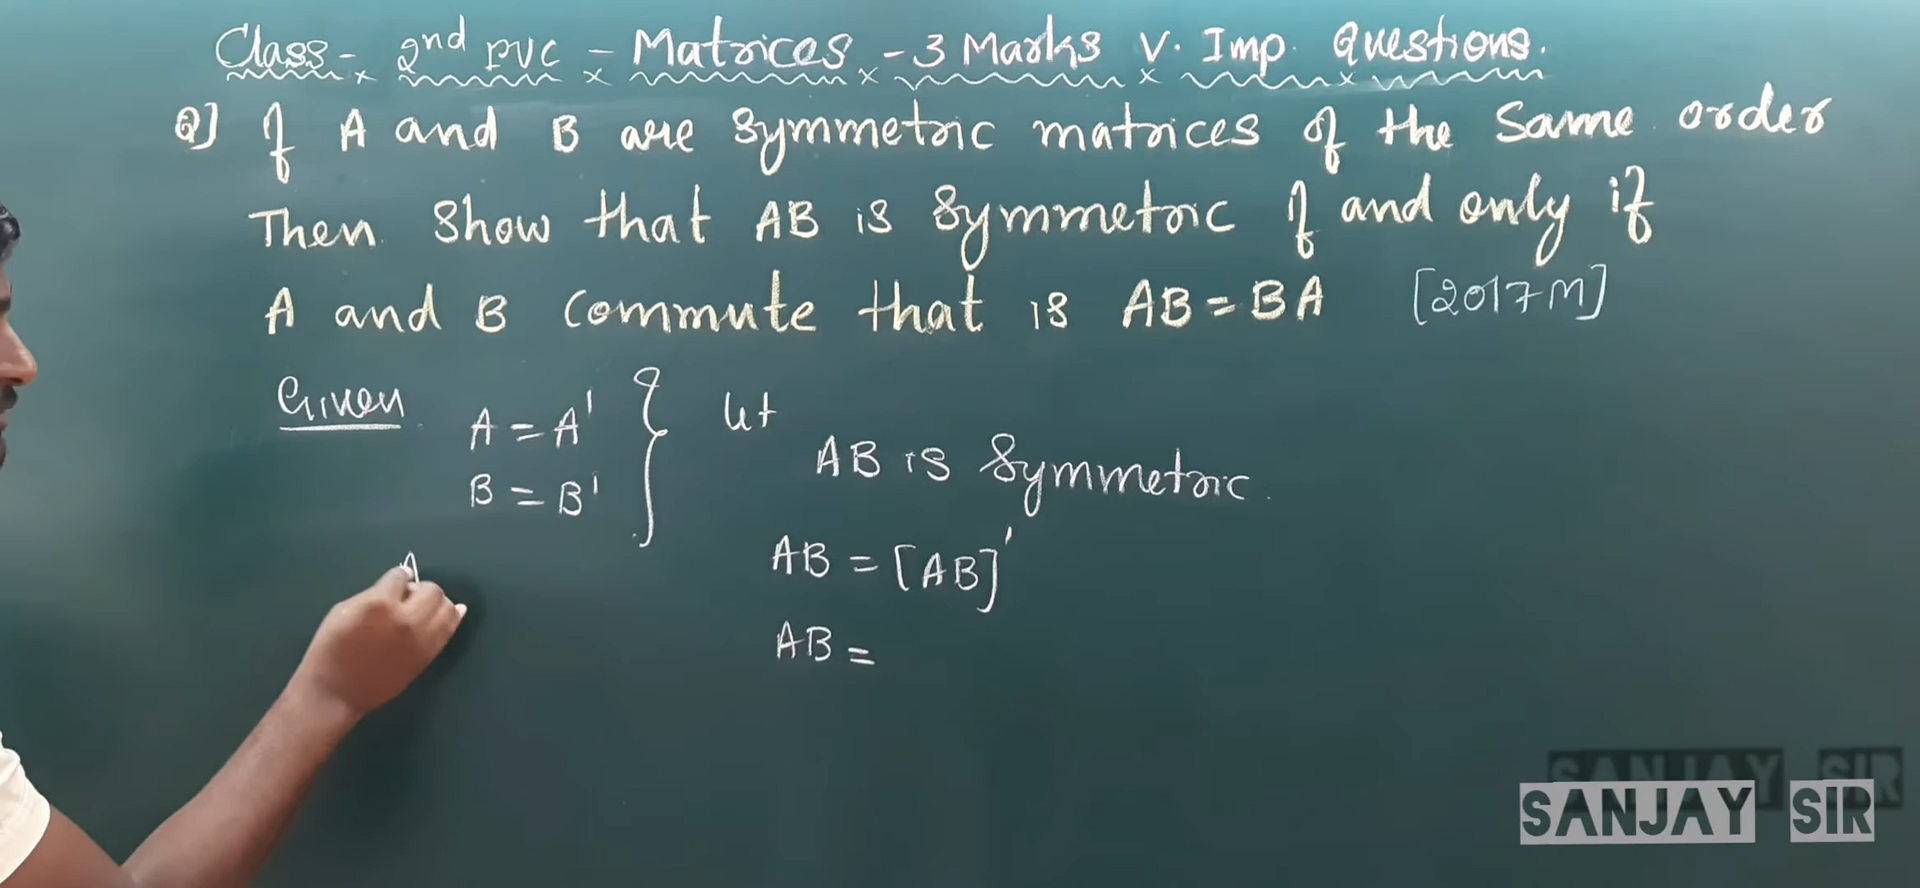 Class - 2nd PUC - Matrices - 3 Marks V. Imp. Questions.
Q] If A and B are symmetric matrices of the same order
Then show that AB is symmetric if and only if
A and B commute that is AB = BA [2017 M]
Given A = A'
B = B'
let
AB is symmetric.
AB = [AB]'
AB =
A
SANJAY SIR